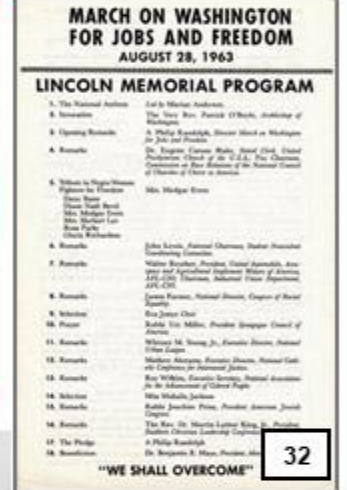 MARCH ON WASHINGTON
FOR JOBS AND FREEDOM
AUGUST 28, 1963
LINCOLN MEMORIAL PROGRAM
1. The National Anthem Led by Marian Anderson.
2. Invocation The Very Rev. Patrick O'Boyle, Archbishop of
Washington.
3. Opening Remarks A. Philip Randolph, Director March on Washington
for Jobs and Freedom.
4. Remarks Dr. Eugene Carson Blake, Stated Clerk, United
Presbyterian Church of the U.S.A.; Vice Chairman,
Commission on Race Relations of the National Council
of Churches of Christ in America.
5. Tribute to Negro Women Mrs. Medgar Evers
Fighters for Freedom
Daisy Bates
Diane Nash Bevel
Mrs. Medgar Evers
Mrs. Herbert Lee
Rosa Parks
Gloria Richardson
6. Remarks John Lewis, National Chairman, Student Nonviolent
Coordinating Committee.
7. Remarks Walter Reuther, President, United Automobile, Aero-
space and Agricultural Implement Workers of America,
AFL-CIO; Chairman, Industrial Union Department,
AFL-CIO.
8. Remarks James Farmer, National Director, Congress of Racial
Equality.
9. Selection Eva Jessye Choir
10. Prayer Rabbi Uri Miller, President Synagogue Council of
America.
11. Remarks Whitney M. Young, Jr., Executive Director, National
Urban League.
12. Remarks Mathew Ahmann, Executive Director, National Cath-
olic Conference for Interracial Justice.
13. Remarks Roy Wilkins, Executive Secretary, National Association
for the Advancement of Colored People.
14. Selection Miss Mahalia Jackson
15. Remarks Rabbi Joachim Prinz, President American Jewish
Congress.
16. Remarks The Rev. Dr. Martin Luther King, Jr., President,
Southern Christian Leadership Conference
17. The Pledge A Philip Randolph
18. Benediction Dr. Benjamin E. Mays, President,
"WE SHALL OVERCOME"
32